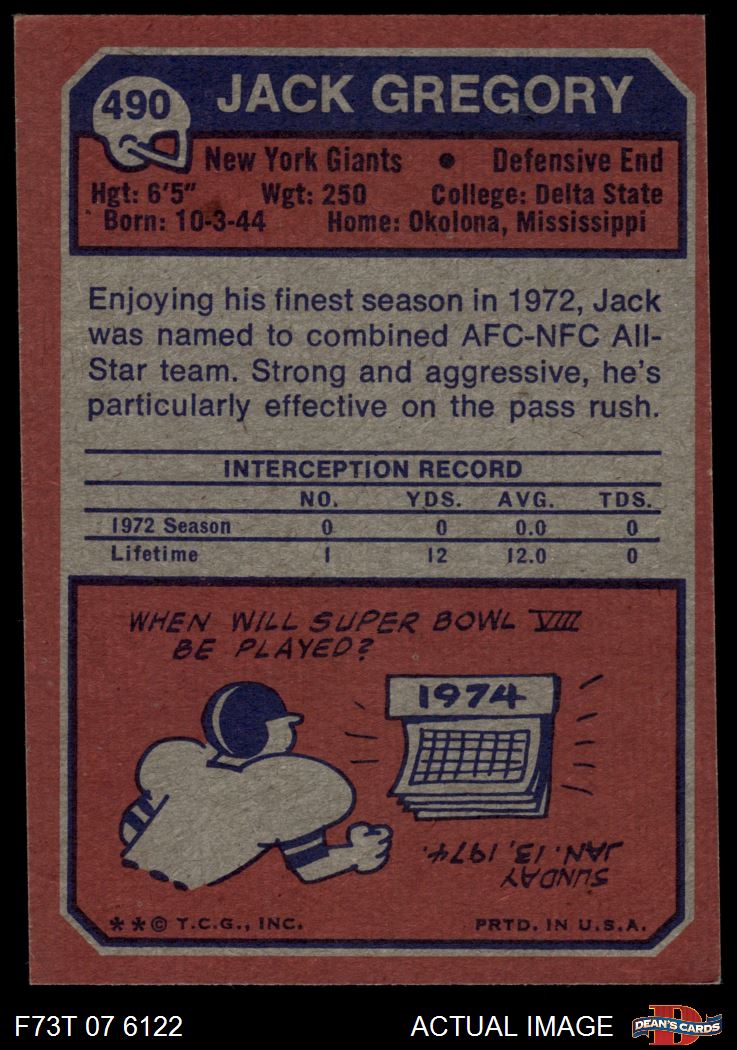 490 JACK GREGORY
New York Giants • Defensive End
Hgt: 6'5" Wgt: 250 College: Delta State
Born: 10-3-44 Home: Okolona, Mississippi
Enjoying his finest season in 1972, Jack
was named to combined AFC-NFC All-
Star team. Strong and aggressive, he's
particularly effective on the pass rush.
INTERCEPTION RECORD
NO. YDS. AVG. TDS.
1972 Season 0 0 0.0 0
Lifetime 1 12 12.0 0
WHEN WILL SUPER BOWL VIII
BE PLAYED?
1974
SUNDAY
JAN. 13, 1974.
* * © T.C.G., INC. PRTD. IN U.S.A.
F73T 07 6122 ACTUAL IMAGE D DEAN'S CARDS